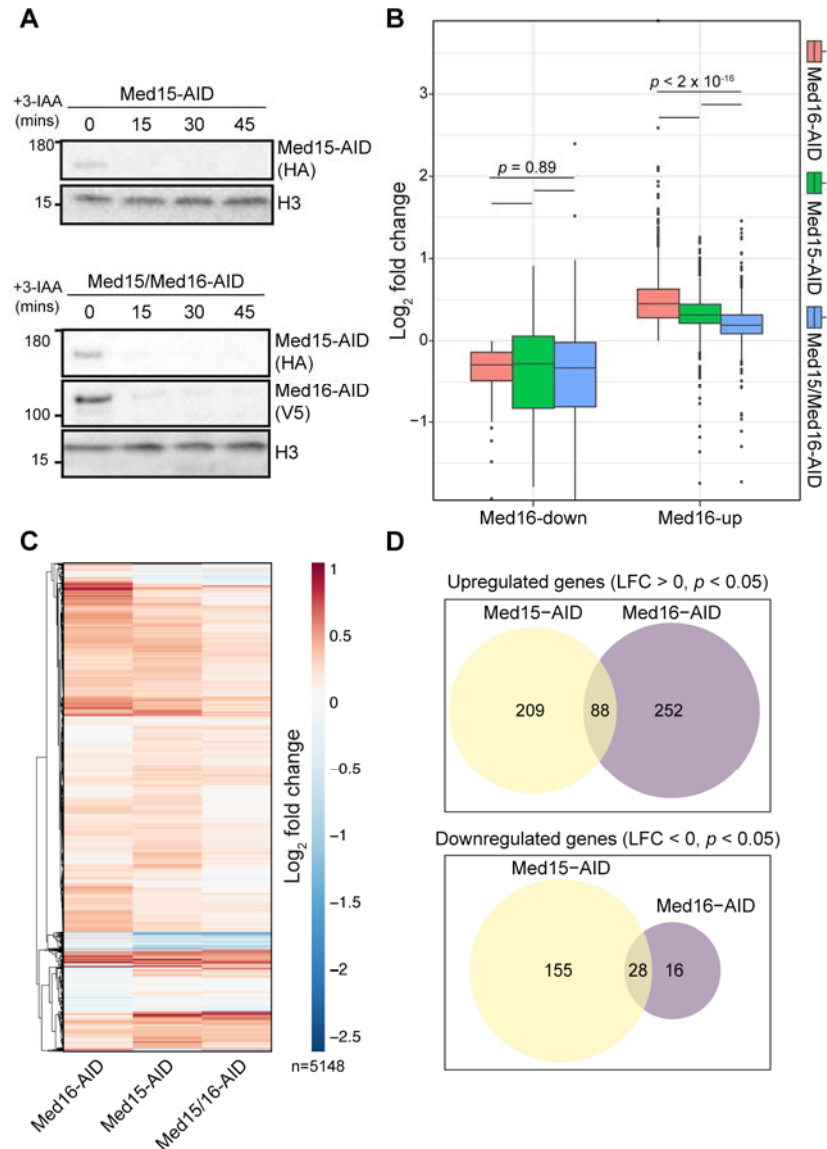 A
+3-IAA
(mins)
Med15-AID
0 15 30 45
180
Med15-AID
(HA)
15
H3
+3-IAA
(mins)
Med15/Med16-AID
0 15 30 45
180
Med15-AID
(HA)
Med16-AID
(V5)
100
15
H3
B
Log2 fold change
3
2
1
0
−1
p = 0.89
p < 2 x 10-16
Med16-down
Med16-up
Med16-AID
Med15-AID
Med15/Med16-AID
C
1
0.5
0
−0.5
−1
−1.5
−2
−2.5
Log2 fold change
n=5148
Med16-AID
Med15-AID
Med15/16-AID
D
Upregulated genes (LFC > 0, p < 0.05)
Med15−AID
Med16−AID
209
88
252
Downregulated genes (LFC < 0, p < 0.05)
Med15−AID
Med16−AID
155
28
16